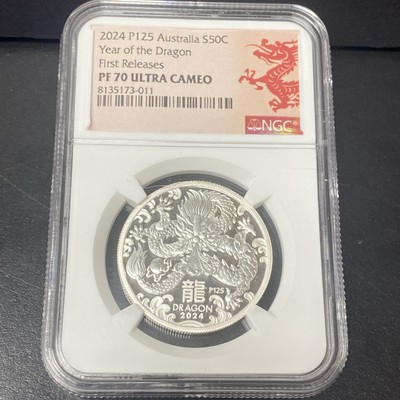 2024 P125 Australia S50C
Year of the Dragon
First Releases
PF 70 ULTRA CAMEO
8135173-011
NGC
龍
P125
DRAGON
2024